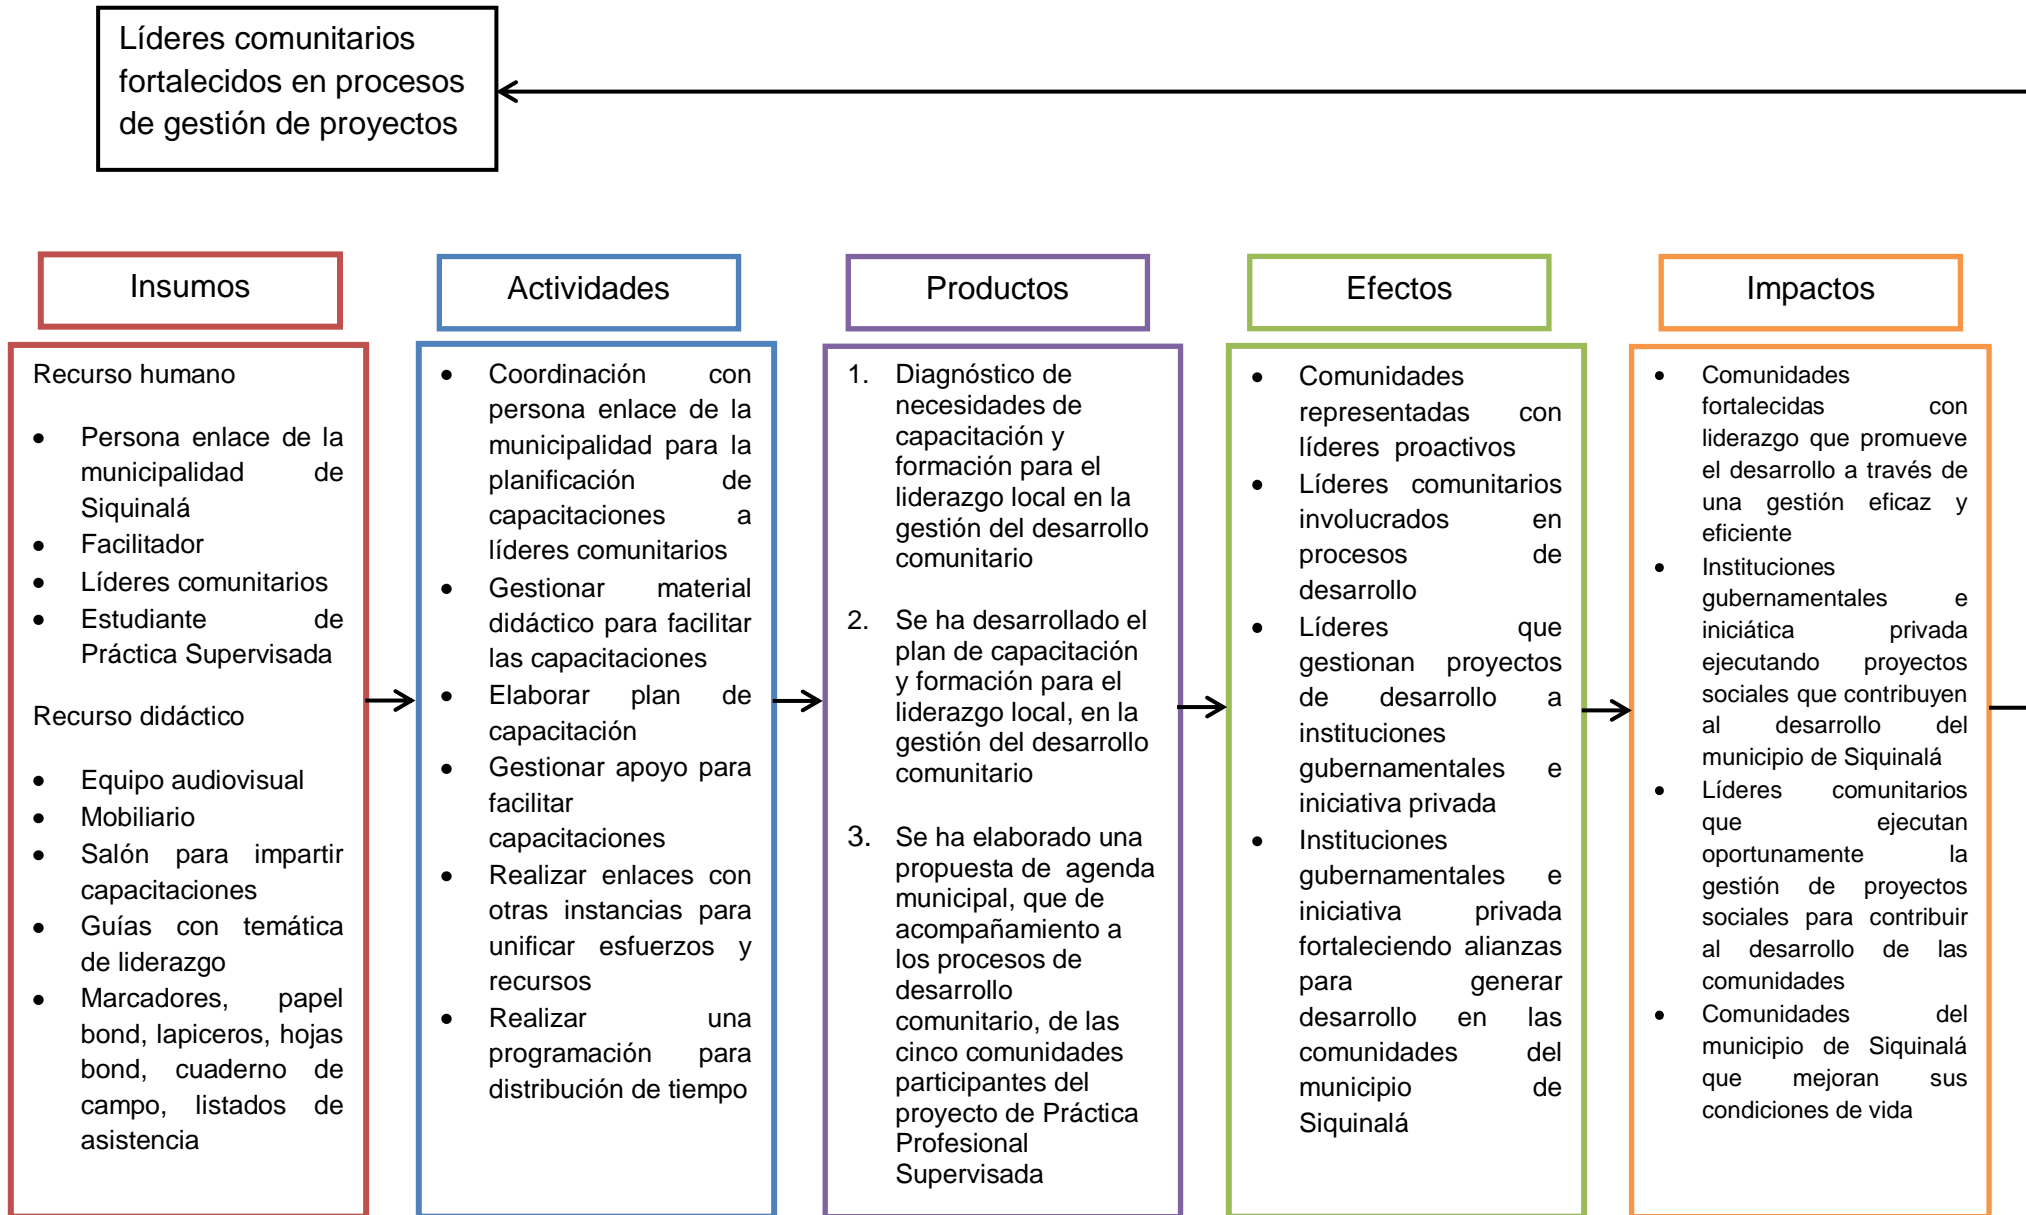 Líderes comunitarios
fortalecidos en procesos
de gestión de proyectos
Insumos
Recurso humano
• Persona enlace de la
municipalidad de
Siquinalá
• Facilitador
• Líderes comunitarios
• Estudiante de
Práctica Supervisada
Recurso didáctico
• Equipo audiovisual
• Mobiliario
• Salón para impartir
capacitaciones
• Guías con temática
de liderazgo
• Marcadores, papel
bond, lapiceros, hojas
bond, cuaderno de
campo, listados de
asistencia
Actividades
• Coordinación con
persona enlace de la
municipalidad para la
planificación de
capacitaciones a
líderes comunitarios
• Gestionar material
didáctico para facilitar
las capacitaciones
• Elaborar plan de
capacitación
• Gestionar apoyo para
facilitar
capacitaciones
• Realizar enlaces con
otras instancias para
unificar esfuerzos y
recursos
• Realizar una
programación para
distribución de tiempo
Productos
1. Diagnóstico de
necesidades de
capacitación y
formación para el
liderazgo local en la
gestión del desarrollo
comunitario
2. Se ha desarrollado el
plan de capacitación
y formación para el
liderazgo local, en la
gestión del desarrollo
comunitario
3. Se ha elaborado una
propuesta de agenda
municipal, que de
acompañamiento a
los procesos de
desarrollo
comunitario, de las
cinco comunidades
participantes del
proyecto de Práctica
Profesional
Supervisada
Efectos
• Comunidades
representadas con
líderes proactivos
• Líderes comunitarios
involucrados en
procesos de
desarrollo
• Líderes que
gestionan proyectos
de desarrollo a
instituciones
gubernamentales e
iniciativa privada
• Instituciones
gubernamentales e
iniciativa privada
fortaleciendo alianzas
para generar
desarrollo en las
comunidades del
municipio de
Siquinalá
Impactos
• Comunidades
fortalecidas con
liderazgo que promueve
el desarrollo a través de
una gestión eficaz y
eficiente
• Instituciones
gubernamentales e
iniciática privada
ejecutando proyectos
sociales que contribuyen
al desarrollo del
municipio de Siquinalá
• Líderes comunitarios
que ejecutan
oportunamente la
gestión de proyectos
sociales para contribuir
al desarrollo de las
comunidades
• Comunidades del
municipio de Siquinalá
que mejoran sus
condiciones de vida